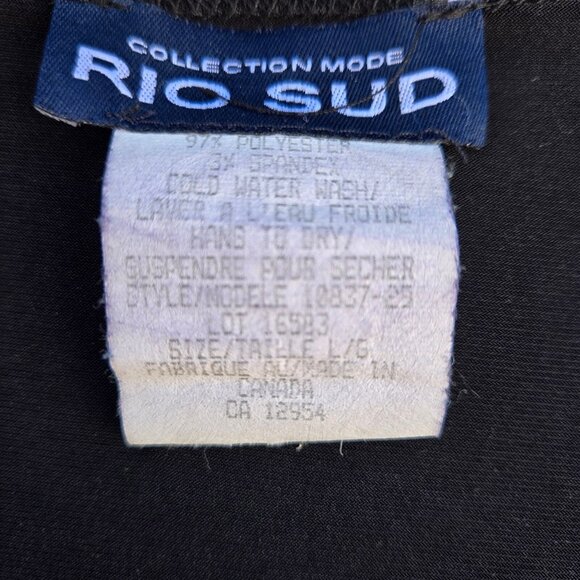 COLLECTION MODE
RIO SUD
97% POLYESTER
3% SPANDEX
COLD WATER WASH/
LAVER A L'EAU FROIDE
HANG TO DRY/
SUSPENDRE POUR SECHER
STYLE/MODELE 10837-25
LOT 16583
SIZE/TAILLE L/G
FABRIQUE AU/MADE IN
CANADA
CA 12954